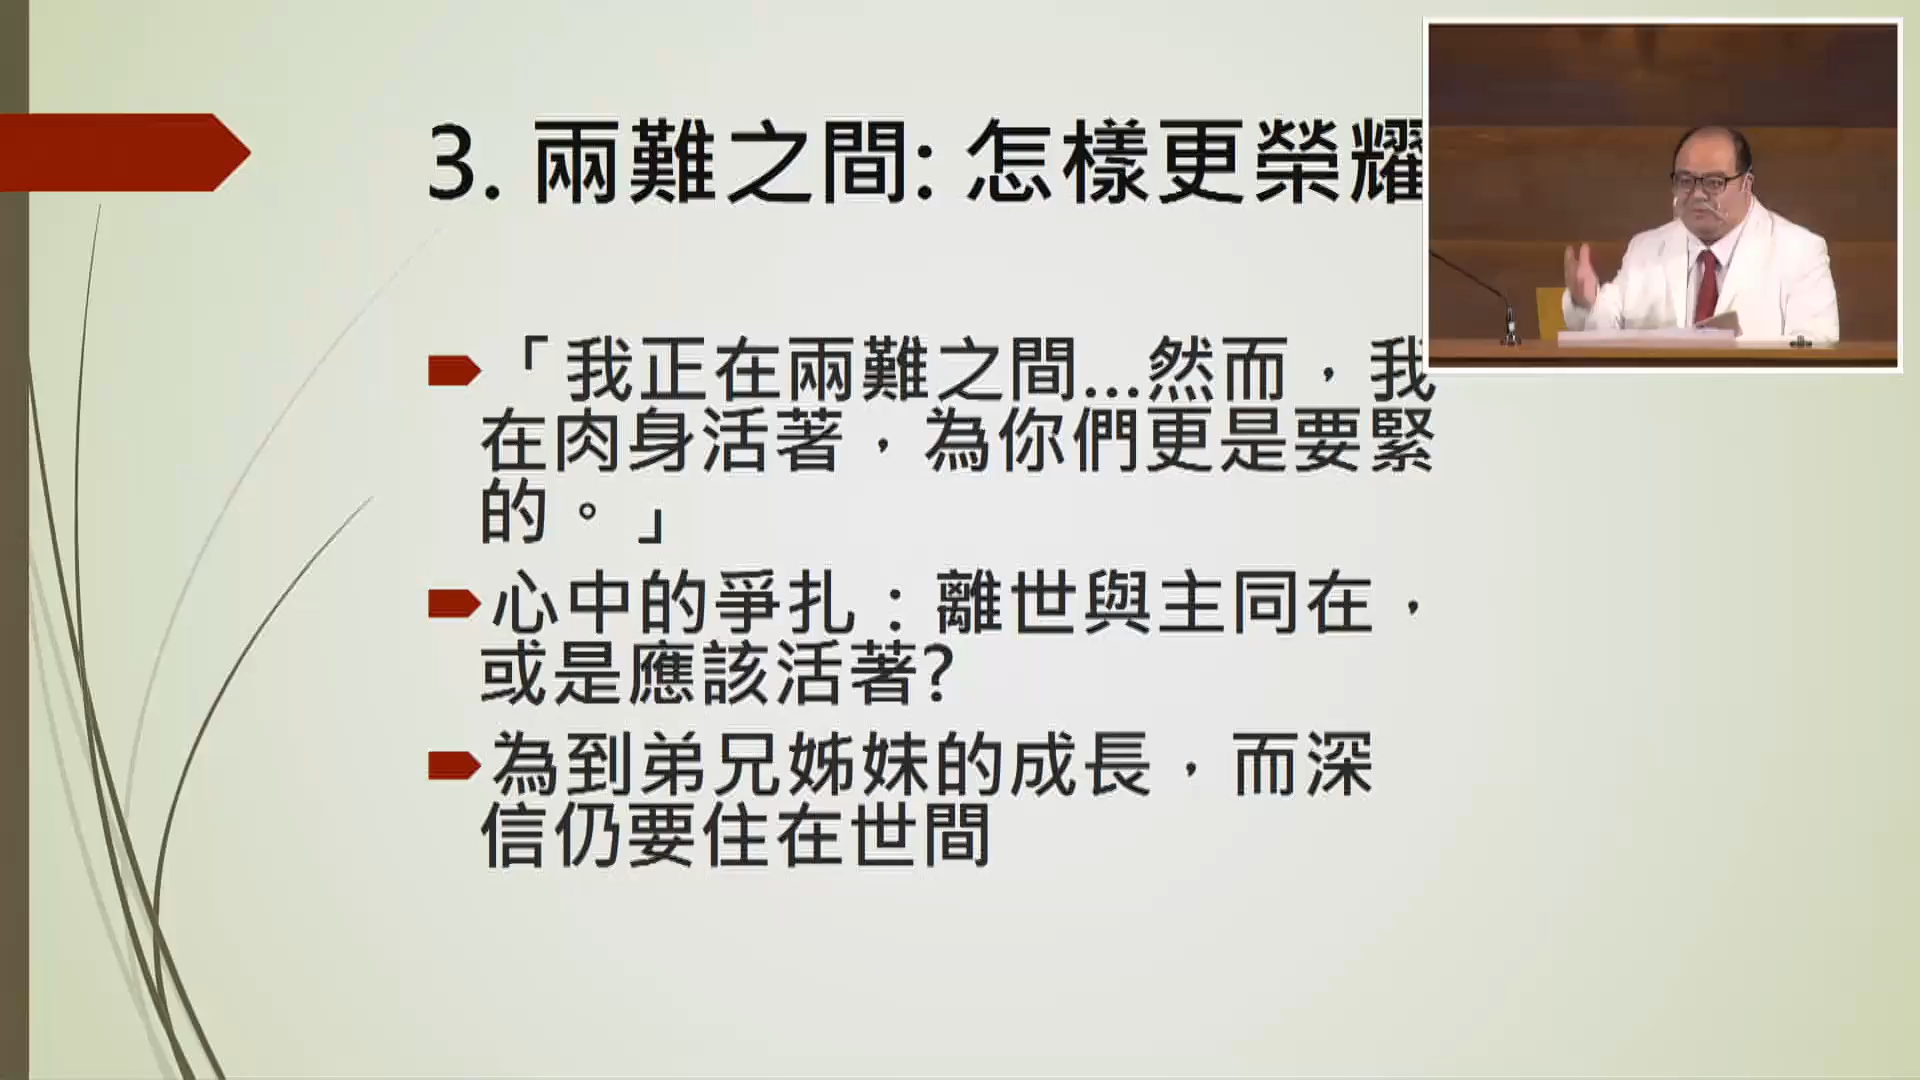 3. 兩難之間: 怎樣更榮耀
「我正在兩難之間...然而，我
在肉身活著，為你們更是要緊
的。」
心中的爭扎：離世與主同在，
或是應該活著?
為到弟兄姊妹的成長，而深
信仍要住在世間